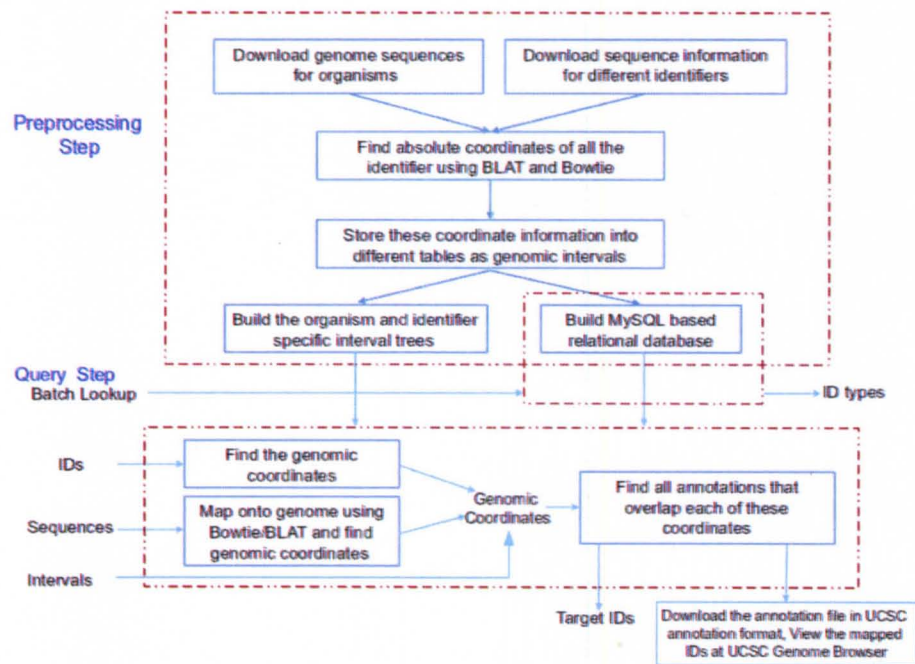 Download genome sequences
for organisms
Download sequence information
for different identifiers
Preprocessing
Step
Find absolute coordinates of all the
identifier using BLAT and Bowtie
Store these coordinate information into
different tables as genomic intervals
Build the organism and identifier
specific interval trees
Build MySQL based
relational database
Query Step
Batch Lookup
ID types
IDs
Find the genomic
coordinates
Sequences
Map onto genome using
Bowtie/BLAT and find
genomic coordinates
Genomic
Coordinates
Find all annotations that
overlap each of these
coordinates
Intervals
Target IDs
Download the annotation file in UCSC
annotation format, View the mapped
IDs at UCSC Genome Browser